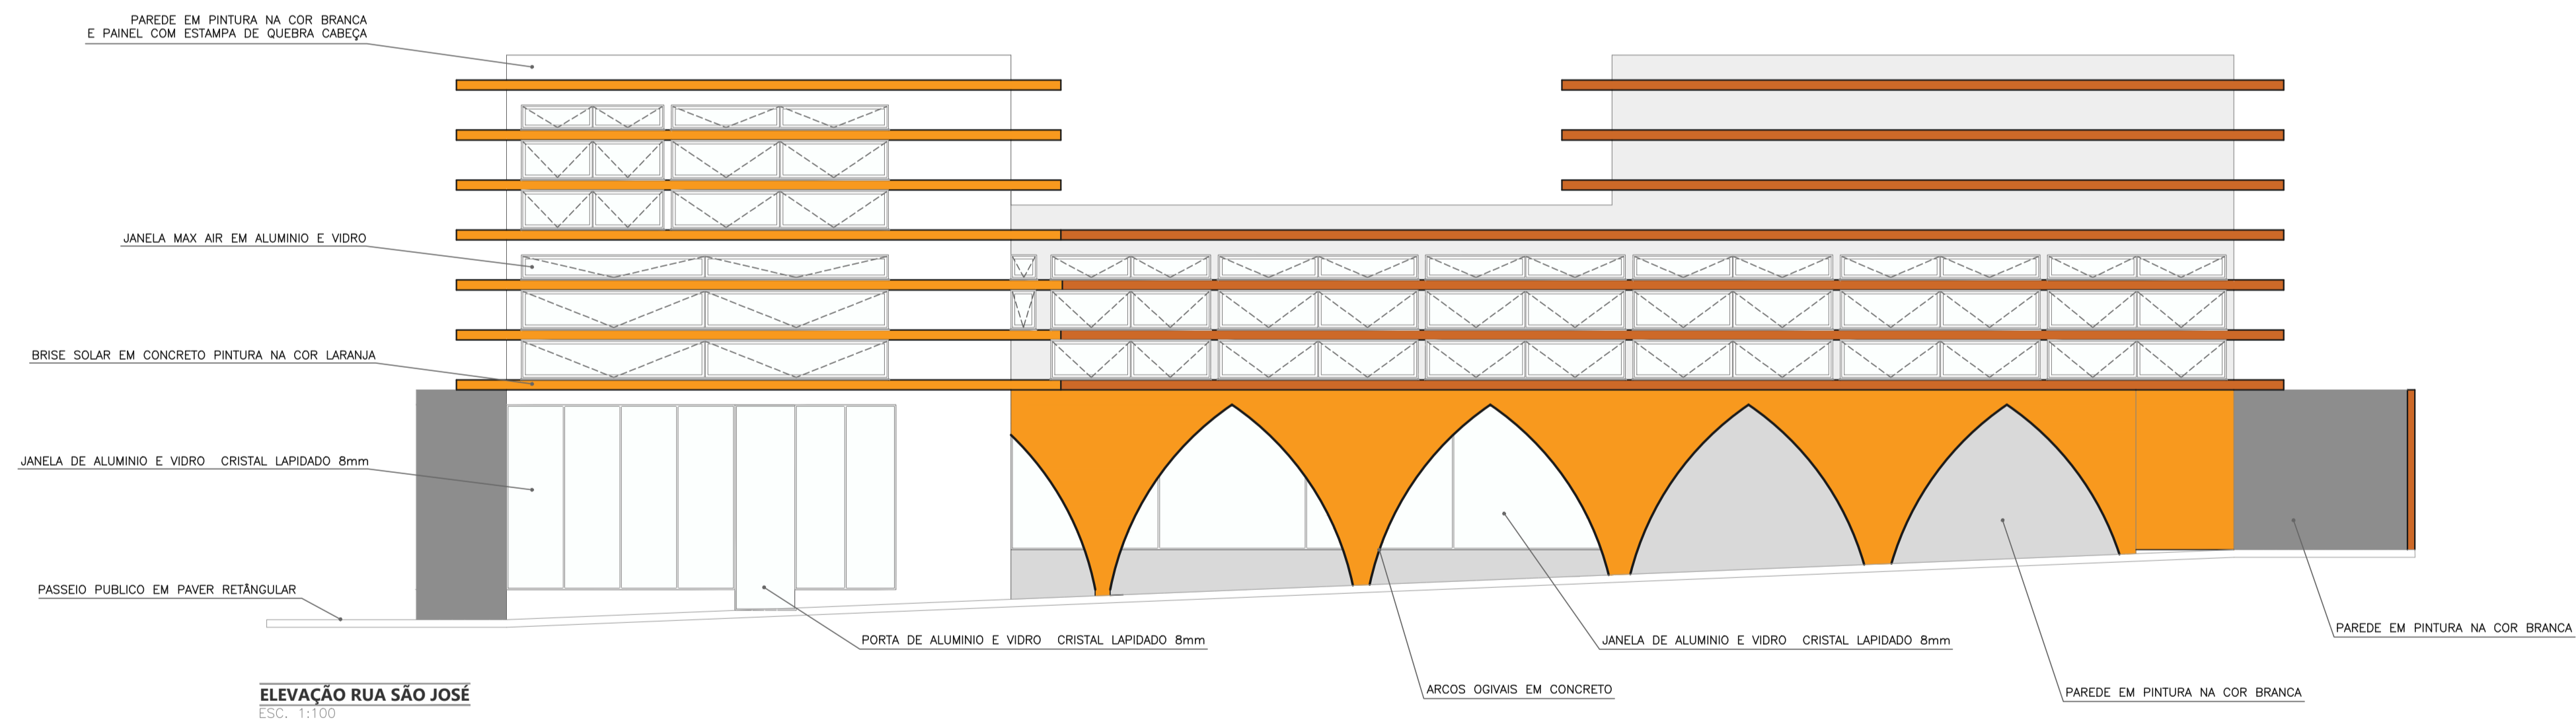 PAREDE EM PINTURA NA COR BRANCA
E PAINEL COM ESTAMPA DE QUEBRA CABEÇA
JANELA MAX AIR EM ALUMINIO E VIDRO
BRISE SOLAR EM CONCRETO PINTURA NA COR LARANJA
JANELA DE ALUMINIO E VIDRO CRISTAL LAPIDADO 8mm
PASSEIO PUBLICO EM PAVER RETÂNGULAR
PORTA DE ALUMINIO E VIDRO CRISTAL LAPIDADO 8mm
JANELA DE ALUMINIO E VIDRO CRISTAL LAPIDADO 8mm
PAREDE EM PINTURA NA COR BRANCA
ARCOS OGIVAIS EM CONCRETO
PAREDE EM PINTURA NA COR BRANCA
ELEVAÇÃO RUA SÃO JOSÉ
ESC. 1:100